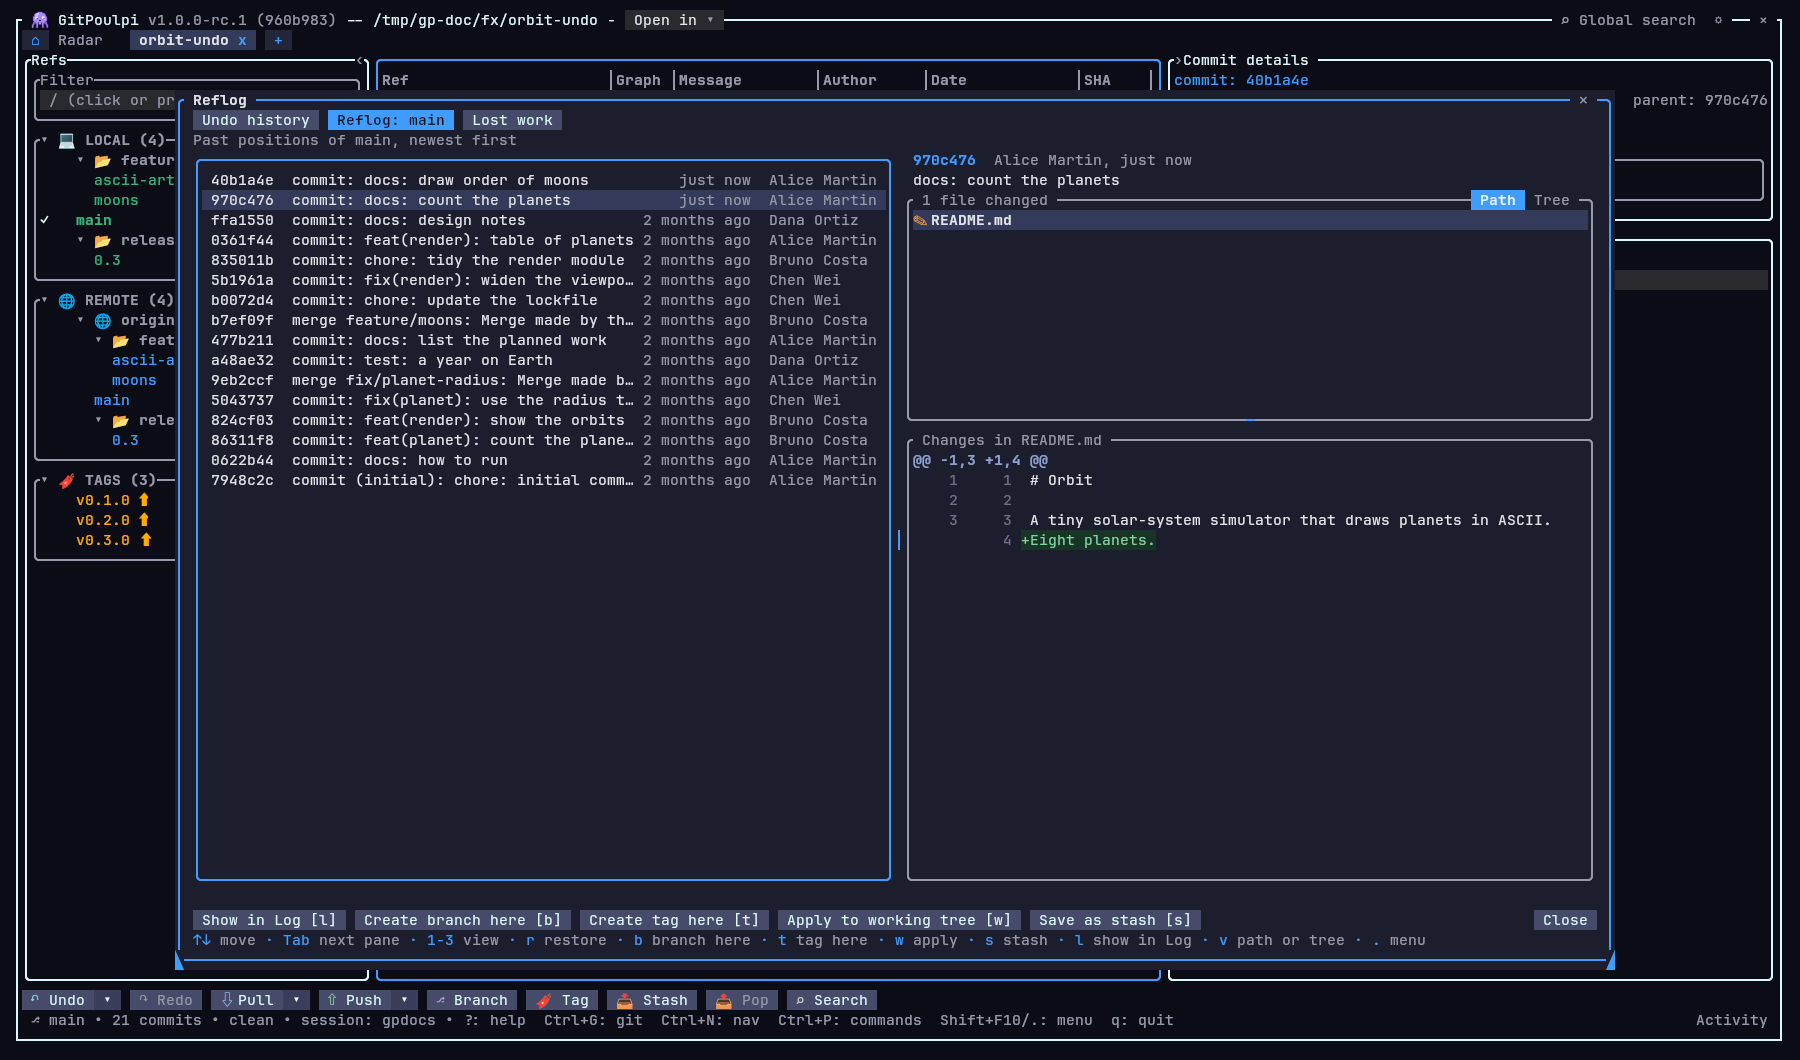 GitPoulpi v1.0.0-rc.1 (960b983) —— /tmp/gp-doc/fx/orbit-undo - Open in ▾ ⌕ Global search ⚙ ×
⌂ Radar orbit-undo x +
Refs ‹ Ref Graph Message Author Date SHA › Commit details
Filter commit: 40b1a4e
/ (click or pr parent: 970c476
Reflog ×
Undo history Reflog: main Lost work
Past positions of main, newest first
▾ LOCAL (4)
▾ featur
ascii-art
moons
✓ main
▾ releas
0.3
▾ REMOTE (4)
▾ origin
▾ feat
ascii-a
moons
main
▾ rele
0.3
▾ TAGS (3)
v0.1.0 ⬆
v0.2.0 ⬆
v0.3.0 ⬆
40b1a4e commit: docs: draw order of moons just now Alice Martin
970c476 commit: docs: count the planets just now Alice Martin
ffa1550 commit: docs: design notes 2 months ago Dana Ortiz
0361f44 commit: feat(render): table of planets 2 months ago Alice Martin
835011b commit: chore: tidy the render module 2 months ago Bruno Costa
5b1961a commit: fix(render): widen the viewpo… 2 months ago Chen Wei
b0072d4 commit: chore: update the lockfile 2 months ago Chen Wei
b7ef09f merge feature/moons: Merge made by th… 2 months ago Bruno Costa
477b211 commit: docs: list the planned work 2 months ago Alice Martin
a48ae32 commit: test: a year on Earth 2 months ago Dana Ortiz
9eb2ccf merge fix/planet-radius: Merge made b… 2 months ago Alice Martin
5043737 commit: fix(planet): use the radius t… 2 months ago Chen Wei
824cf03 commit: feat(render): show the orbits 2 months ago Bruno Costa
86311f8 commit: feat(planet): count the plane… 2 months ago Bruno Costa
0622b44 commit: docs: how to run 2 months ago Alice Martin
7948c2c commit (initial): chore: initial comm… 2 months ago Alice Martin
970c476 Alice Martin, just now
docs: count the planets
1 file changed Path Tree
✎ README.md
Changes in README.md
@@ -1,3 +1,4 @@
1 1 # Orbit
2 2
3 3 A tiny solar-system simulator that draws planets in ASCII.
4 +Eight planets.
Show in Log [l] Create branch here [b] Create tag here [t] Apply to working tree [w] Save as stash [s] Close
↑↓ move · Tab next pane · 1-3 view · r restore · b branch here · t tag here · w apply · s stash · l show in Log · v path or tree · . menu
↶ Undo ▾ ↷ Redo ⇩ Pull ▾ ⇧ Push ▾ ⎇ Branch Tag Stash Pop ⌕ Search
⎇ main • 21 commits • clean • session: gpdocs • ?: help Ctrl+G: git Ctrl+N: nav Ctrl+P: commands Shift+F10/.: menu q: quit Activity